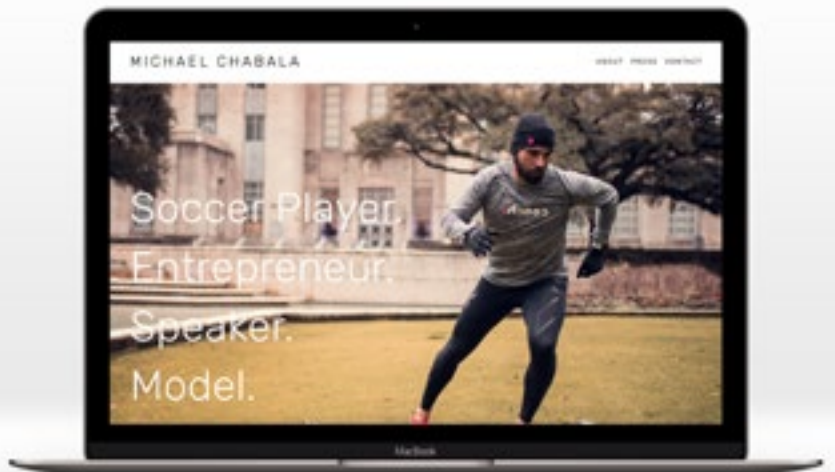 MICHAEL CHABALA
ABOUT PRESS CONTACT
Soccer Player.
Entrepreneur.
Speaker.
Model.
MacBook